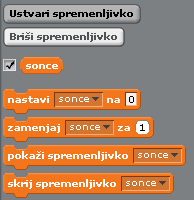 Ustvari spremenljivko
Briši spremenljivko
sonce
nastavi sonce na 0
zamenjaj sonce za 1
pokaži spremenljivko sonce
skrij spremenljivko sonce